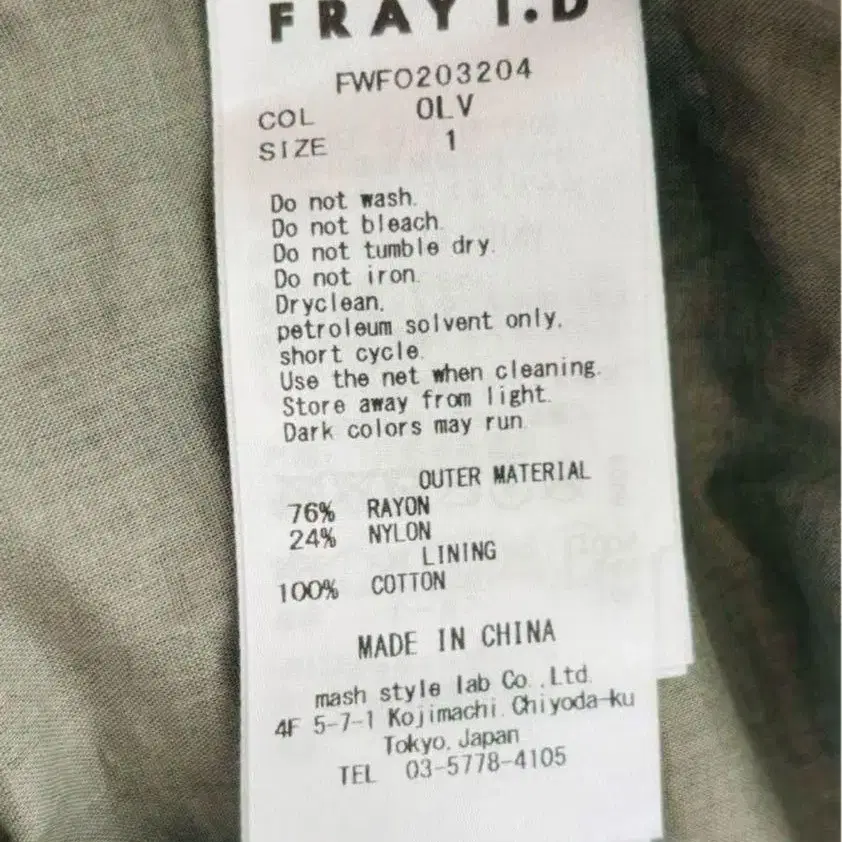 FRAY I.D
FWFO203204
COL OLV
SIZE 1
Do not wash.
Do not bleach.
Do not tumble dry.
Do not iron.
Dryclean,
petroleum solvent only,
short cycle.
Use the net when cleaning.
Store away from light.
Dark colors may run.
OUTER MATERIAL
76% RAYON
24% NYLON
LINING
100% COTTON
MADE IN CHINA
mash style lab Co.,Ltd.
4F 5-7-1 Kojimachi. Chiyoda-ku
Tokyo, Japan
TEL 03-5778-4105